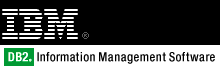 IBM®
DB2. Information Management Software